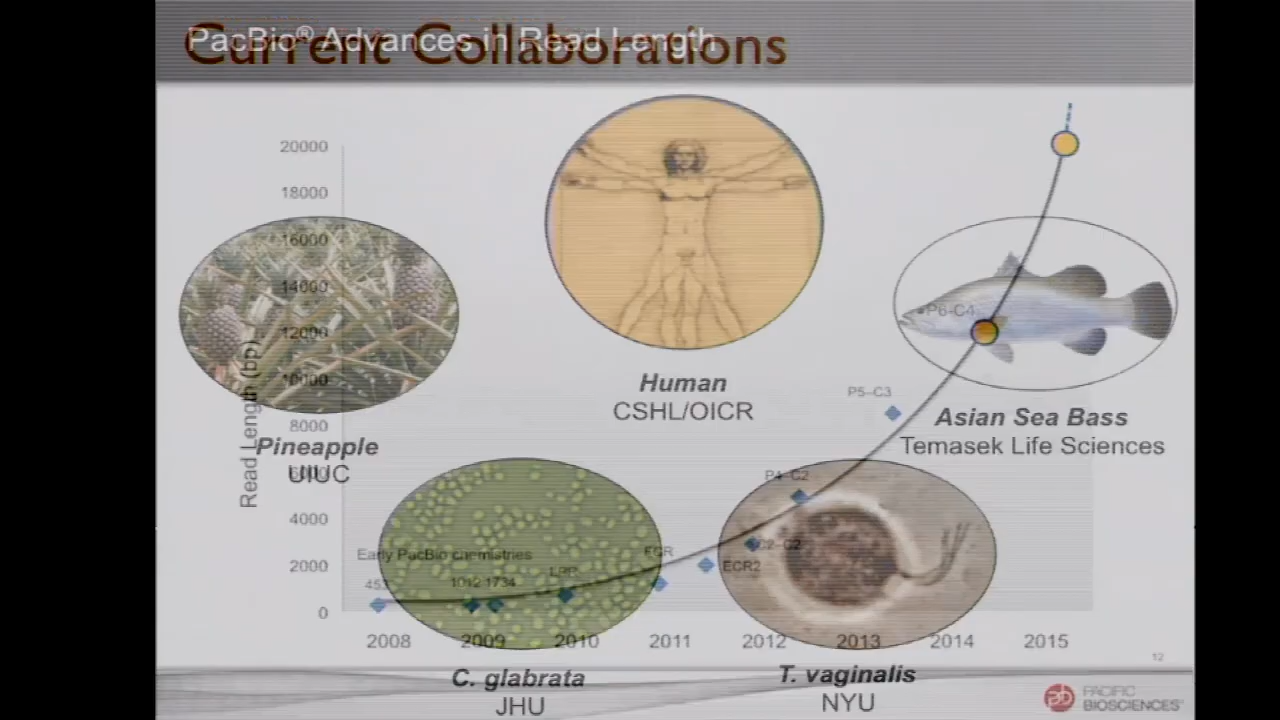 PacBio® Advances in Read Length
Current Collaborations
20000
18000
16000
14000
12000
10000
8000
6000
4000
2000
0
Read Length (bp)
2008
2009
2010
2011
2012
2013
2014
2015
Early PacBio chemistries
453
1012
1734
LPR
FCR
ECR2
C2–C2
P4–C2
P5–C3
P6-C4
Human
CSHL/OICR
Pineapple
UIUC
Asian Sea Bass
Temasek Life Sciences
C. glabrata
JHU
T. vaginalis
NYU
12
PACIFIC
BIOSCIENCES